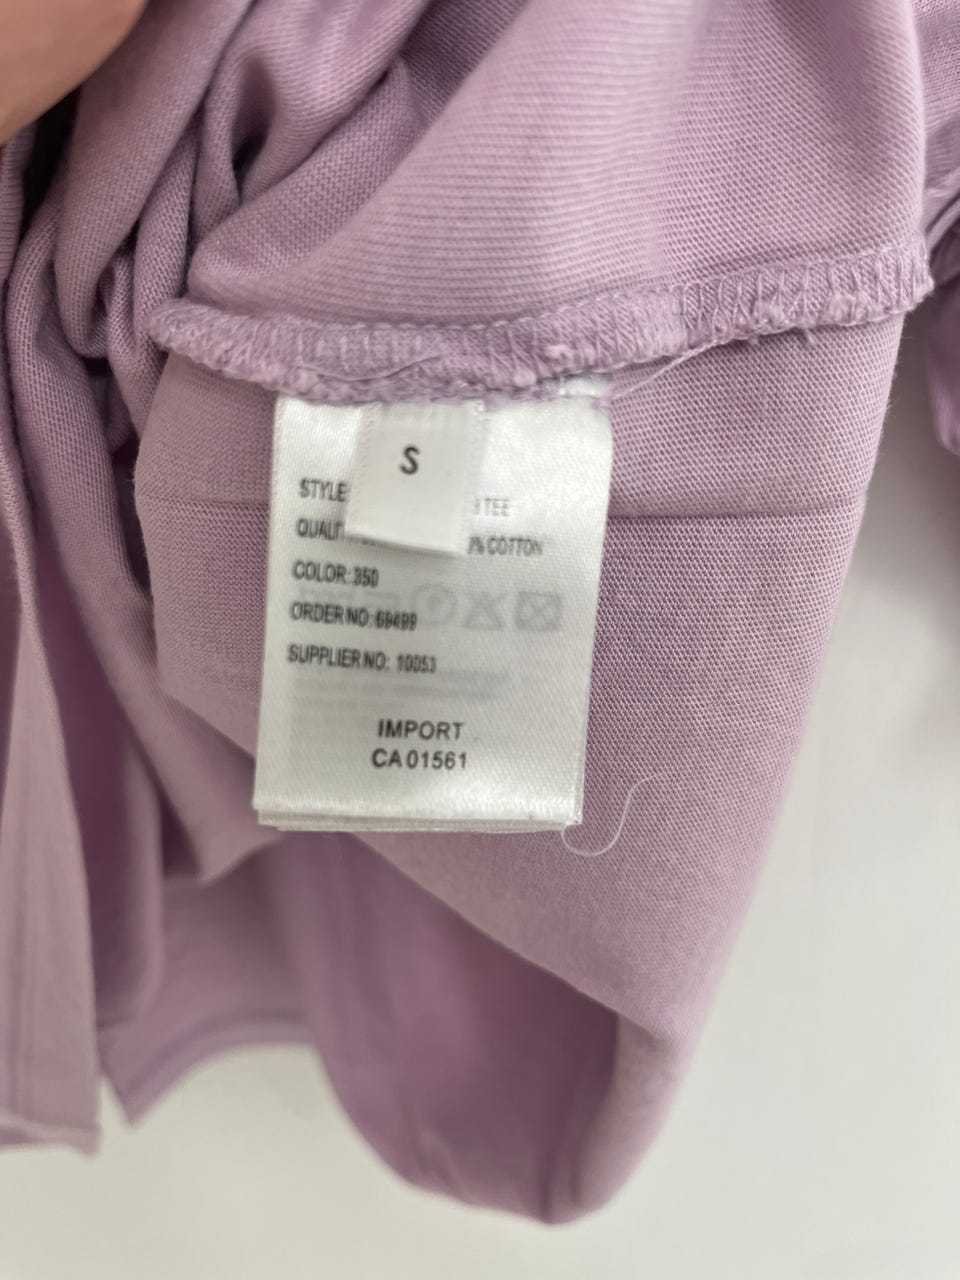 S
STYLE
TEE
QUALI
% COTTON
COLOR:350
ORDER NO:69499
SUPPLIER NO: 10053
IMPORT
CA 01561